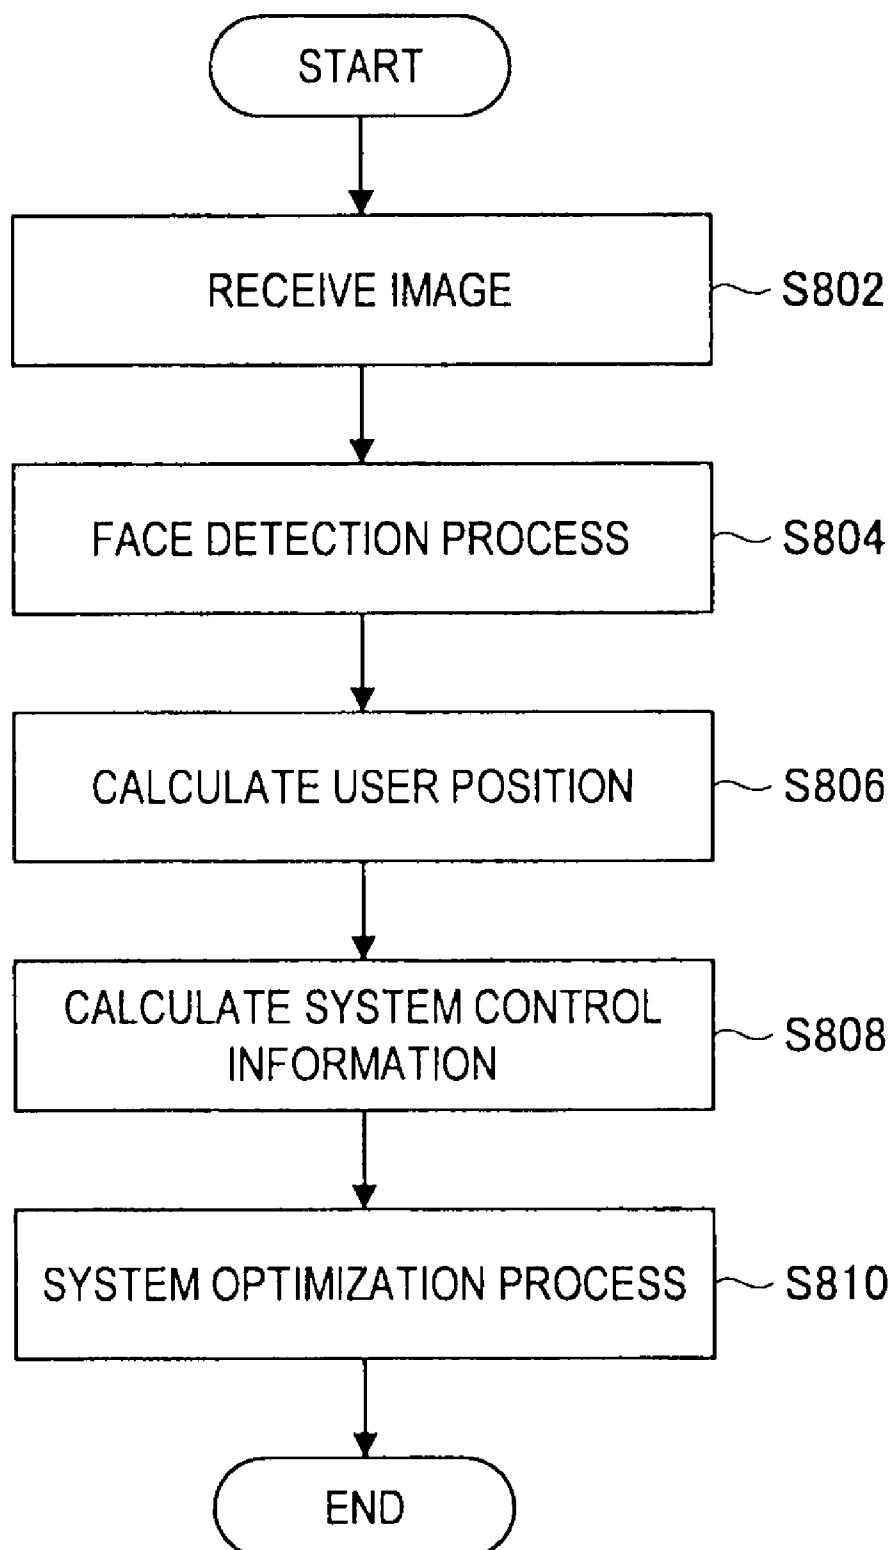 START
RECEIVE IMAGE
S802
FACE DETECTION PROCESS
S804
CALCULATE USER POSITION
S806
CALCULATE SYSTEM CONTROL
INFORMATION
S808
SYSTEM OPTIMIZATION PROCESS
S810
END